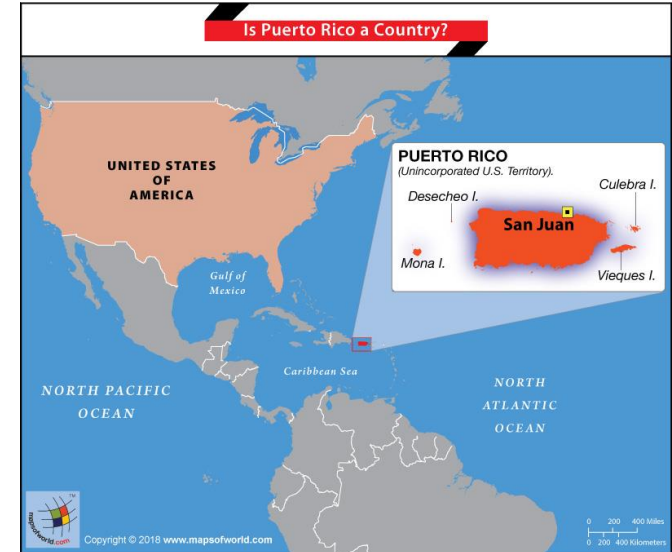 Is Puerto Rico a Country?
UNITED STATES
OF
AMERICA
PUERTO RICO
(Unincorporated U.S. Territory).
Desecheo I.
Culebra I.
San Juan
Mona I.
Vieques I.
Gulf of
Mexico
Caribbean Sea
NORTH PACIFIC
OCEAN
NORTH
ATLANTIC
OCEAN
TM
mapsofworld.com
Copyright © 2018 www.mapsofworld.com
0 200 400 Miles
0 200 400 Kilometers